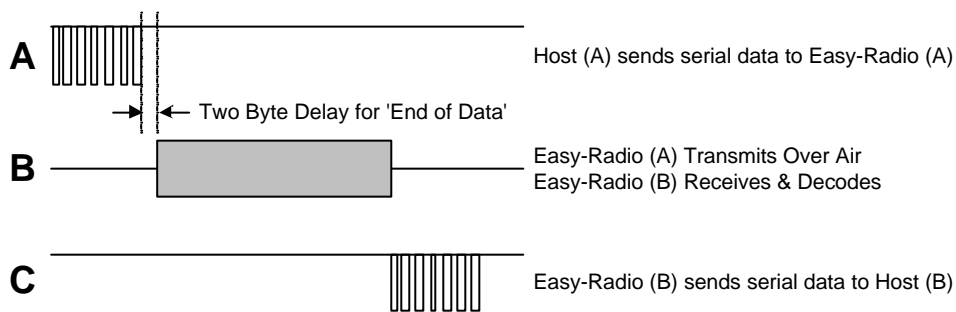 A
Host (A) sends serial data to Easy-Radio (A)
Two Byte Delay for 'End of Data'
B
Easy-Radio (A) Transmits Over Air
Easy-Radio (B) Receives & Decodes
C
Easy-Radio (B) sends serial data to Host (B)